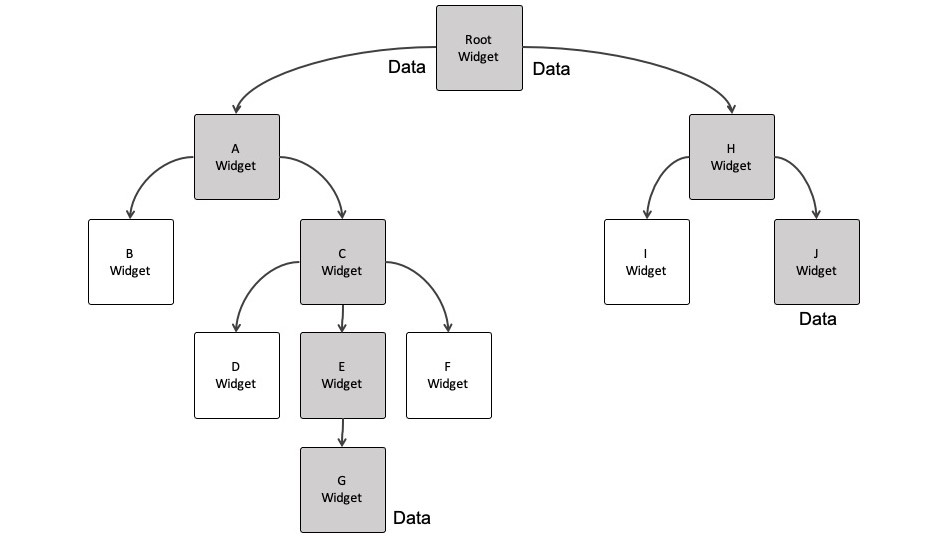 Root
Widget
Data
Data
A
Widget
H
Widget
B
Widget
C
Widget
I
Widget
J
Widget
Data
D
Widget
E
Widget
F
Widget
G
Widget
Data